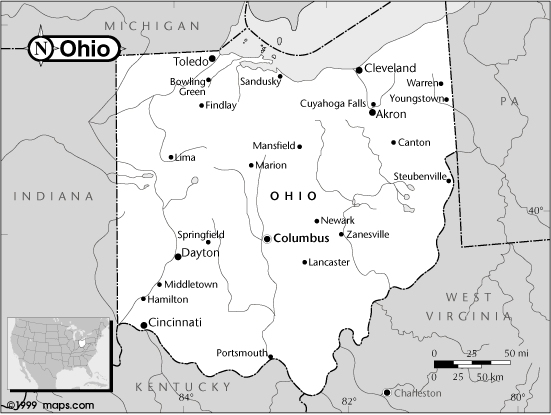 MICHIGAN
N Ohio
Toledo
Cleveland
Bowling
Green
Sandusky
Warren
Youngstown
PA
Findlay
Cuyahoga Falls
Akron
Mansfield
Canton
Lima
Marion
Steubenville
INDIANA
OHIO
40°
Newark
Springfield
Columbus
Zanesville
Dayton
Lancaster
Middletown
Hamilton
WEST
VIRGINIA
Cincinnati
Portsmouth
0 25 50 mi
0 25 50 km
KENTUCKY
Charleston
84°
82°
80°
©1999 maps.com